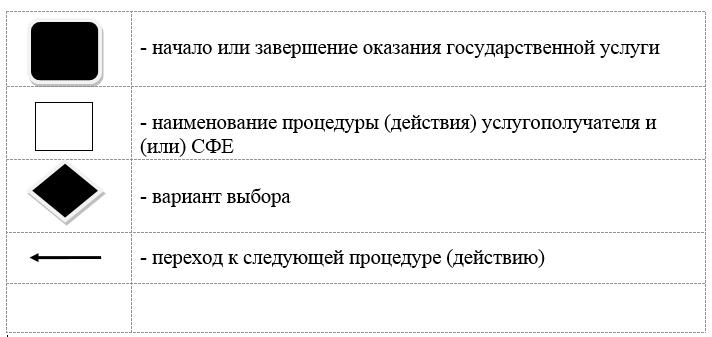 - начало или завершение оказания государственной услуги
- наименование процедуры (действия) услугополучателя и
(или) СФЕ
- вариант выбора
- переход к следующей процедуре (действию)